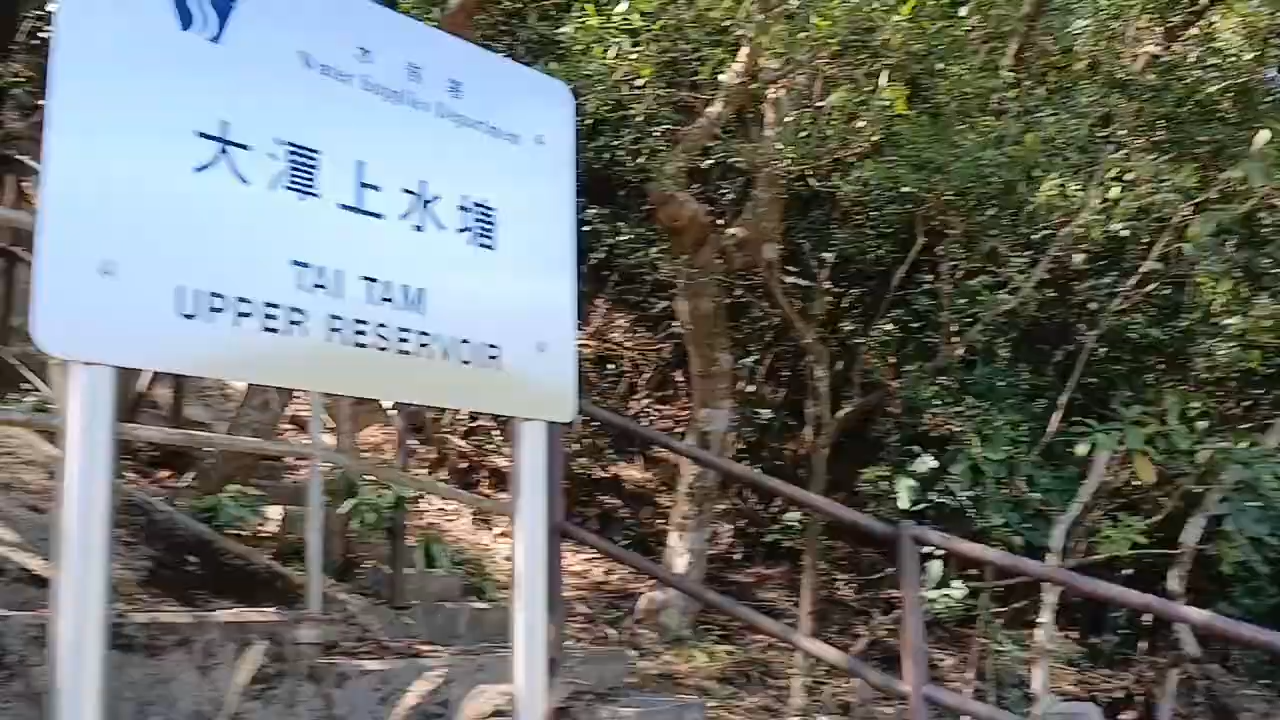 水務署
Water Supplies Department
大潭上水塘
TAI TAM
UPPER RESERVOIR